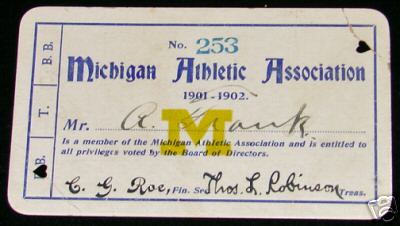 No. 253
Michigan Athletic Association
1901-1902.
Mr. A Frank.
M
Is a member of the Michigan Athletic Association and is entitled to
all privileges voted by the Board of Directors.
C. G. Roe, Fin. Sec Thos. L. Robinson Treas.
B. B.
T.
B.